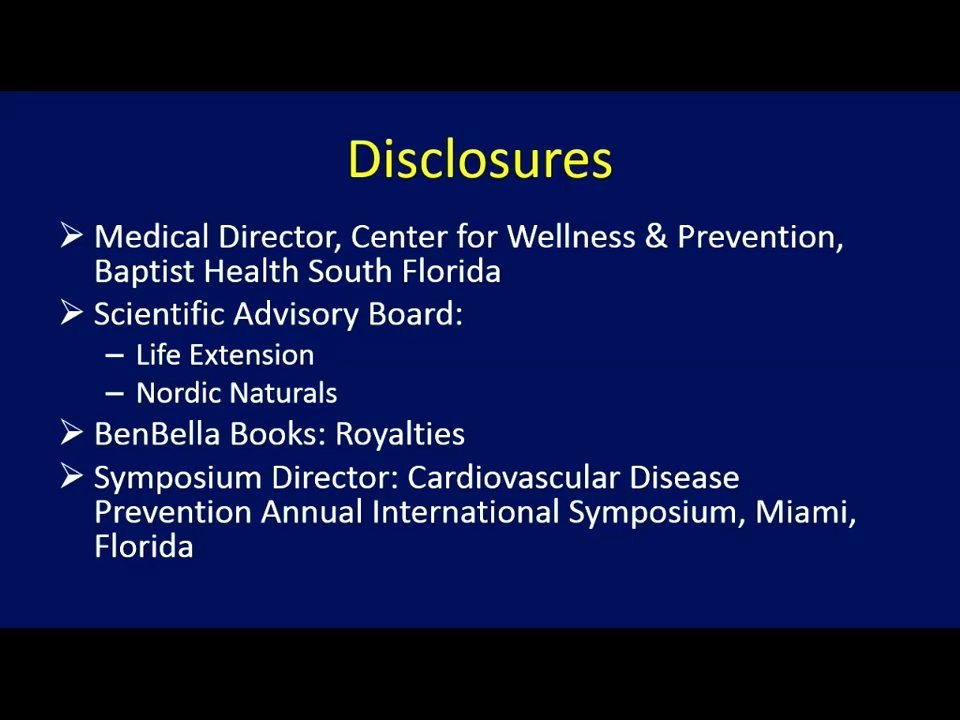 Disclosures
➢ Medical Director, Center for Wellness & Prevention,
Baptist Health South Florida
➢ Scientific Advisory Board:
– Life Extension
– Nordic Naturals
➢ BenBella Books: Royalties
➢ Symposium Director: Cardiovascular Disease
Prevention Annual International Symposium, Miami,
Florida